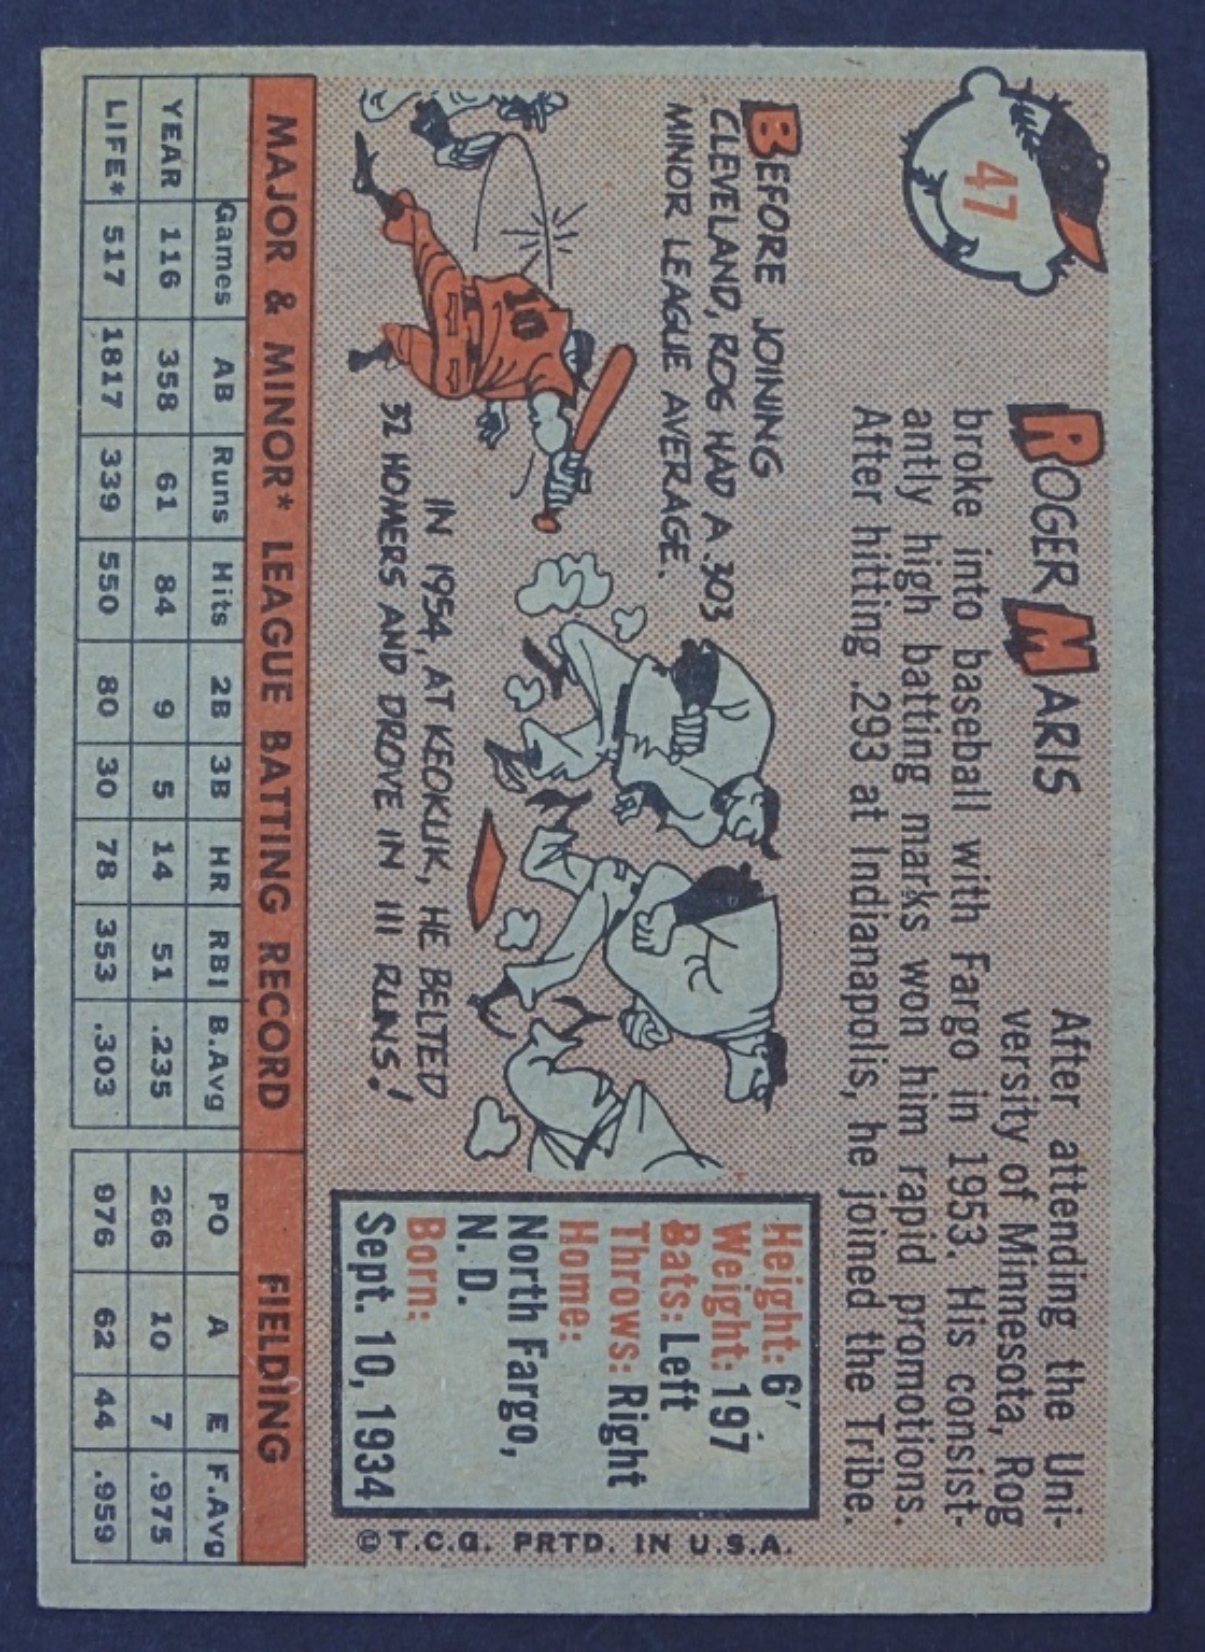 47
ROGER MARIS
After attending the Uni-
versity of Minnesota, Rog
broke into baseball with Fargo in 1953. His consist-
antly high batting marks won him rapid promotions.
After hitting .293 at Indianapolis, he joined the Tribe.
BEFORE JOINING
CLEVELAND, ROG HAD A .303
MINOR LEAGUE AVERAGE.
10
IN 1954, AT KEOKUK, HE BELTED
32 HOMERS AND DROVE IN 111 RUNS!
Height: 6'
Weight: 197
Bats: Left
Throws: Right
Home:
North Fargo,
N. D.
Born:
Sept. 10, 1934
© T.C.G. PRTD. IN U.S.A.
MAJOR & MINOR* LEAGUE BATTING RECORD FIELDING
Games AB Runs Hits 2B 3B HR RBI B.Avg PO A E F.Avg
YEAR 116 358 61 84 9 5 14 51 .235 266 10 7 .975
LIFE* 517 1817 339 550 80 30 78 353 .303 976 62 44 .959